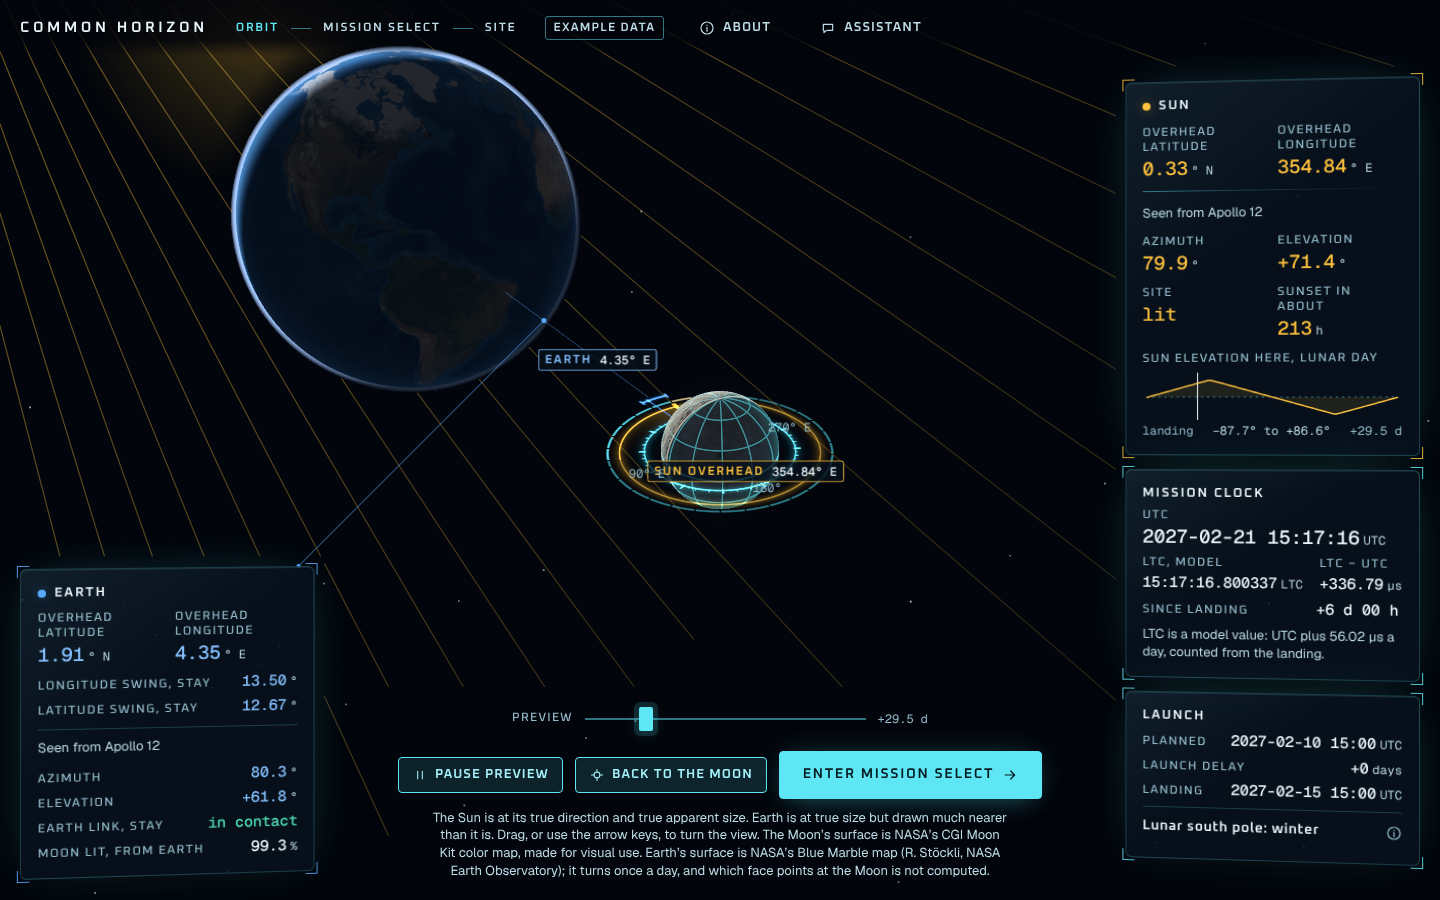 COMMON HORIZON
ORBIT
MISSION SELECT
SITE
EXAMPLE DATA
ABOUT
ASSISTANT
SUN
OVERHEAD LATITUDE
OVERHEAD LONGITUDE
0.33° N
354.84° E
Seen from Apollo 12
AZIMUTH
ELEVATION
79.9°
+71.4°
SITE
SUNSET IN ABOUT
lit
213 h
SUN ELEVATION HERE, LUNAR DAY
landing
−87.7° to +86.6°
+29.5 d
EARTH 4.35° E
270° E
90° E
SUN OVERHEAD 354.84° E
180°
MISSION CLOCK
UTC
2027-02-21 15:17:16 UTC
LTC, MODEL
LTC − UTC
15:17:16.800337 LTC
+336.79 µs
SINCE LANDING
+6 d 00 h
LTC is a model value: UTC plus 56.02 µs a
day, counted from the landing.
EARTH
OVERHEAD LATITUDE
OVERHEAD LONGITUDE
1.91° N
4.35° E
LONGITUDE SWING, STAY 13.50°
LATITUDE SWING, STAY 12.67°
Seen from Apollo 12
AZIMUTH 80.3°
ELEVATION +61.8°
EARTH LINK, STAY in contact
MOON LIT, FROM EARTH 99.3%
LAUNCH
PLANNED 2027-02-10 15:00 UTC
LAUNCH DELAY +0 days
LANDING 2027-02-15 15:00 UTC
Lunar south pole: winter
PREVIEW
+29.5 d
PAUSE PREVIEW
BACK TO THE MOON
ENTER MISSION SELECT
The Sun is at its true direction and true apparent size. Earth is at true size but drawn much nearer
than it is. Drag, or use the arrow keys, to turn the view. The Moon's surface is NASA's CGI Moon
Kit color map, made for visual use. Earth's surface is NASA's Blue Marble map (R. Stöckli, NASA
Earth Observatory); it turns once a day, and which face points at the Moon is not computed.